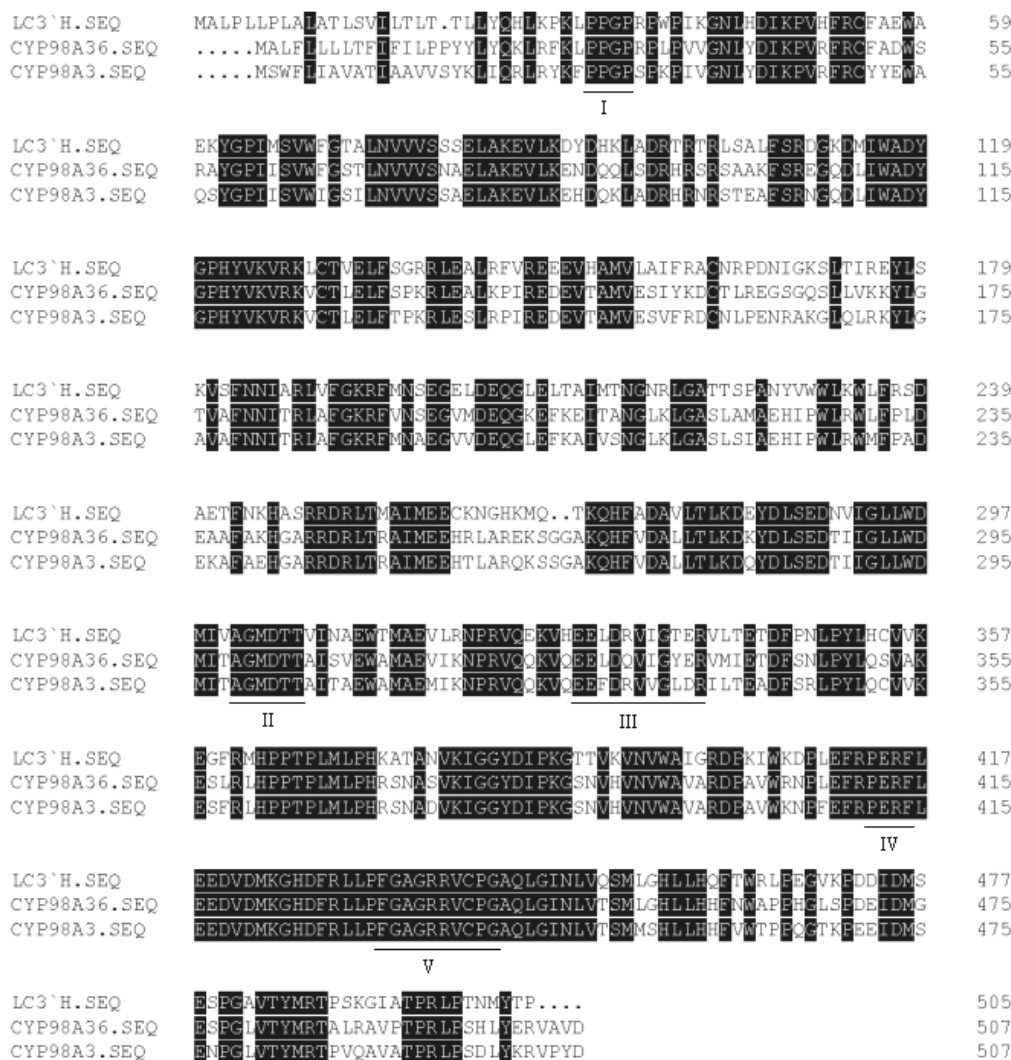 LC3`H.SEQ MALPLLPLALATLSVILTLT.TLLYQHLKPKLPPGPRPWPIKGNLHDIKPVHFRCFAEWA 59
CYP98A36.SEQ .....MALFLLLLTFIFILPPYYLYQKLRFKLPPGPRPLPVVGNLYDIKPVRFRCFADWS 55
CYP98A3.SEQ .....MSWFLIAVATIAAVVSYKLIQRLRYKFPPGPSPKPIVGNLYDIKPVRFRCYYEWA 55
I
LC3`H.SEQ EKYGPIMSVWFGTALNVVVSSSELAKEVLKDYDHKLADRTRTRLSALFSRDGKDMIWADY 119
CYP98A36.SEQ RAYGPIISVWFGSTLNVVVSNAELAKEVLKENDQQLSDRHRSRSAAKFSREGQDLIWADY 115
CYP98A3.SEQ QSYGPIISVWIGSILNVVVSSAELAKEVLKEHDQKLADRHRNRSTEAFSRNGQDLIWADY 115
LC3`H.SEQ GPHYVKVRKLCTVELFSGRRLEALRFVREEEVHAMVLAIFRACNRPDNIGKSLTIREYLS 179
CYP98A36.SEQ GPHYVKVRKVCTLELFSPKRLEALKPIREDEVTAMVESIYKDCTLREGSGQSLLVKKYLG 175
CYP98A3.SEQ GPHYVKVRKVCTLELFTPKRLESLRPIREDEVTAMVESVFRDCNLPENRAKGLQLRKYLG 175
LC3`H.SEQ KVSFNNIARLVFGKRFMNSEGELDEQGLELTAIMTNGNRLGATTSPANYVWWLKWLFRSD 239
CYP98A36.SEQ TVAFNNITRLAFGKRFVNSEGVMDEQGKEFKEITANGLKLGASLAMAEHIPWLRWLFPLD 235
CYP98A3.SEQ AVAFNNITRLAFGKRFMNAEGVVDEQGLEFKAIVSNGLKLGASLSIAEHIPWLRWMFPAD 235
LC3`H.SEQ AETFNKHASRRDRLTMAIMEECKNGHKMQ..TKQHFADAVLTLKDEYDLSEDNVIGLLWD 297
CYP98A36.SEQ EAAFAKHGARRDRLTRAIMEEHRLAREKSGGAKQHFVDALLTLKDKYDLSEDTIIGLLWD 295
CYP98A3.SEQ EKAFAEHGARRDRLTRAIMEEHTLARQKSSGAKQHFVDALLTLKDQYDLSEDTIIGLLWD 295
LC3`H.SEQ MIVAGMDTTVINAEWTMAEVLRNPRVQEKVHEELDRVIGTERVLTETDFPNLPYLHCVVK 357
CYP98A36.SEQ MITAGMDTTAISVEWAMAEVIKNPRVQQKVQEELDQVIGYERVMIETDFSNLPYLQSVAK 355
CYP98A3.SEQ MITAGMDTTAITAEWAMAEMIKNPRVQQKVQEEFDRVVGLDRILTEADFSRLPYLQCVVK 355
II III
LC3`H.SEQ EGFRMHPPTPLMLPHKATANVKIGGYDIPKGTTVKVNVWAIGRDPKIWKDPLEFRPERFL 417
CYP98A36.SEQ ESLRLHPPTPLMLPHRSNASVKIGGYDIPKGSNVHVNVWAVARDPAVWRNPLEFRPERFL 415
CYP98A3.SEQ ESFRLHPPTPLMLPHRSNADVKIGGYDIPKGSNVHVNVWAVARDPAVWKNPFEFRPERFL 415
IV
LC3`H.SEQ EEDVDMKGHDFRLLPFGAGRRVCPGAQLGINLVQSMLGHLLHQFTWRLPEGVKPDDIDMS 477
CYP98A36.SEQ EEDVDMKGHDFRLLPFGAGRRVCPGAQLGINLVTSMLGHLLHHFNWAPPHGLSPDEIDMG 475
CYP98A3.SEQ EEDVDMKGHDFRLLPFGAGRRVCPGAQLGINLVTSMMSHLLHHFVWTPPQGTKPEEIDMS 475
V
LC3`H.SEQ ESPGAVTYMRTPSKGIATPRLPTNMYTP.... 505
CYP98A36.SEQ ESPGLVTYMRTALRAVPTPRLPSHLYERVAVD 507
CYP98A3.SEQ ENPGLVTYMRTPVQAVATPRLPSDLYKRVPYD 507